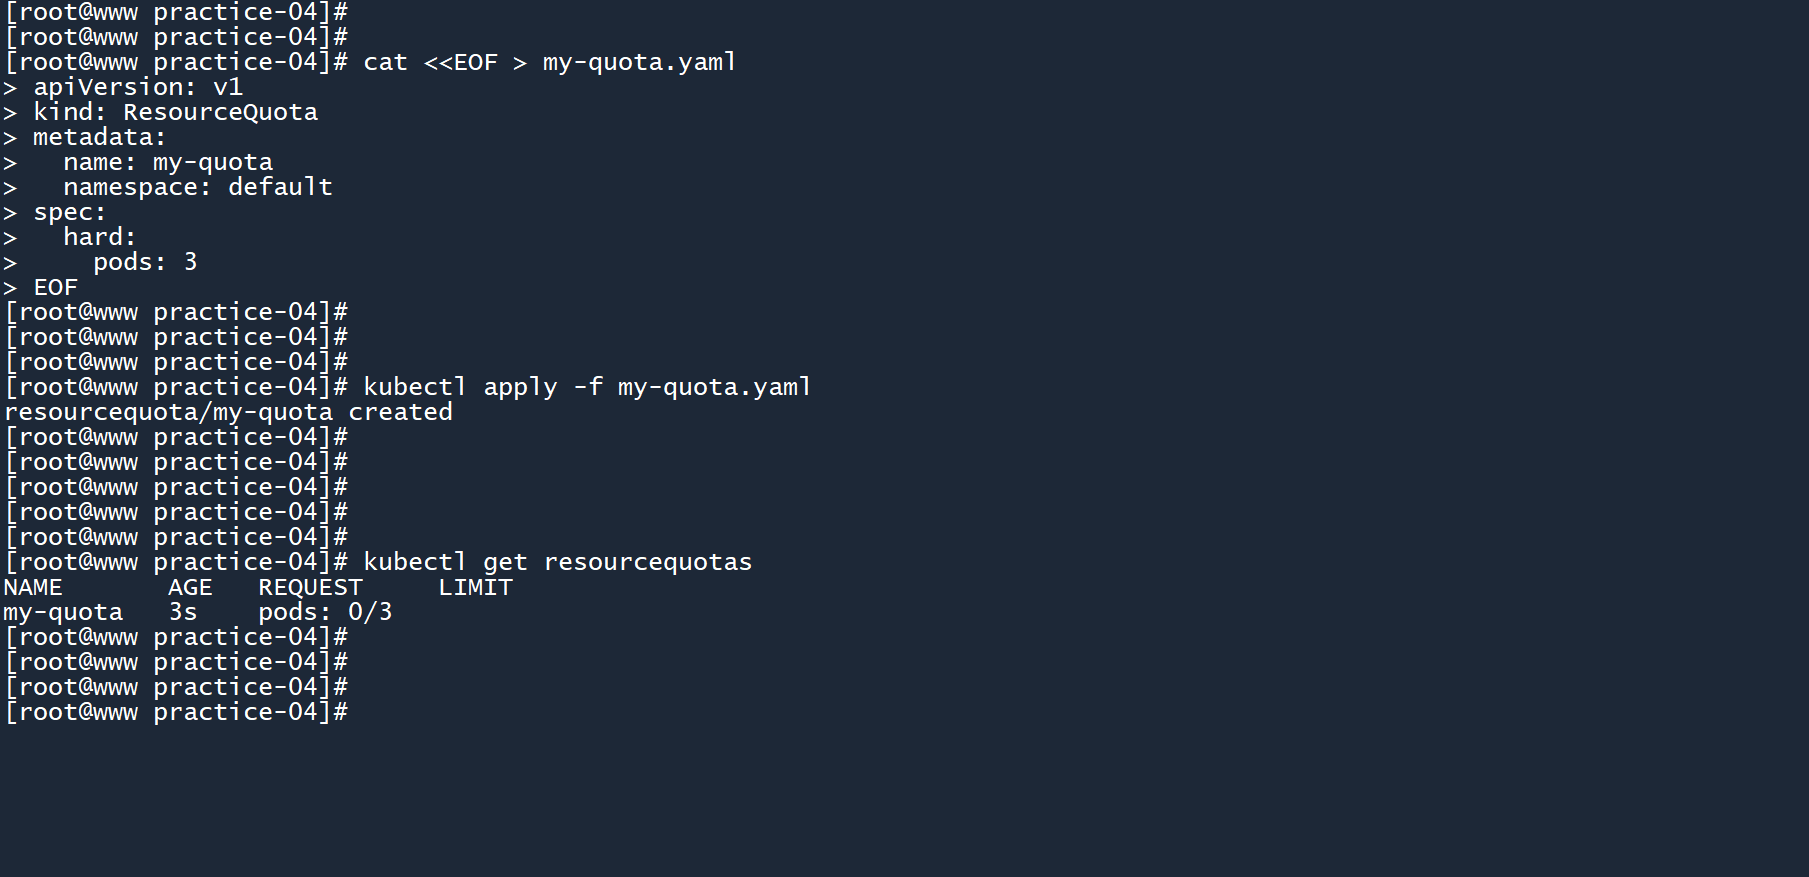 [root@www practice-04]#
[root@www practice-04]#
[root@www practice-04]# cat <<EOF > my-quota.yaml
> apiVersion: v1
> kind: ResourceQuota
> metadata:
>   name: my-quota
>   namespace: default
> spec:
>   hard:
>     pods: 3
> EOF
[root@www practice-04]#
[root@www practice-04]#
[root@www practice-04]#
[root@www practice-04]# kubectl apply -f my-quota.yaml
resourcequota/my-quota created
[root@www practice-04]#
[root@www practice-04]#
[root@www practice-04]#
[root@www practice-04]#
[root@www practice-04]#
[root@www practice-04]# kubectl get resourcequotas
NAME       AGE   REQUEST     LIMIT
my-quota   3s    pods: 0/3
[root@www practice-04]#
[root@www practice-04]#
[root@www practice-04]#
[root@www practice-04]#